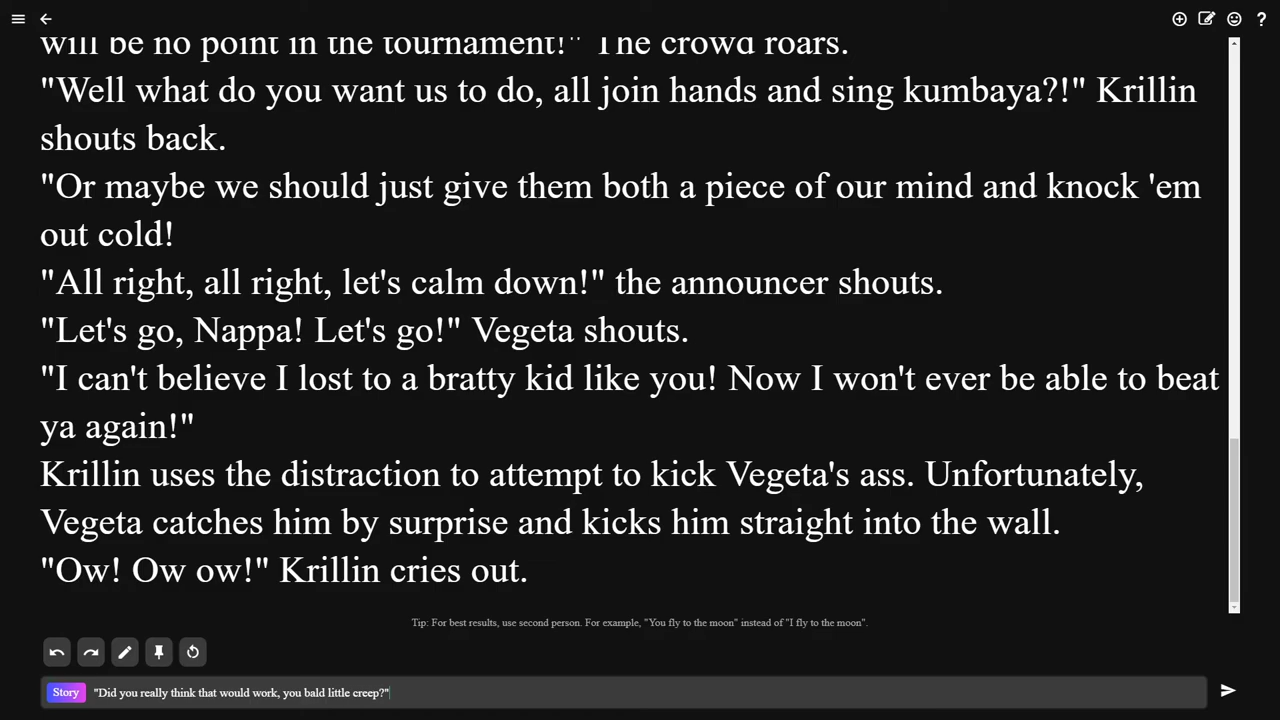 will be no point in the tournament!" The crowd roars.
"Well what do you want us to do, all join hands and sing kumbaya?!" Krillin
shouts back.
"Or maybe we should just give them both a piece of our mind and knock 'em
out cold!
"All right, all right, let's calm down!" the announcer shouts.
"Let's go, Nappa! Let's go!" Vegeta shouts.
"I can't believe I lost to a bratty kid like you! Now I won't ever be able to beat
ya again!"
Krillin uses the distraction to attempt to kick Vegeta's ass. Unfortunately,
Vegeta catches him by surprise and kicks him straight into the wall.
"Ow! Ow ow!" Krillin cries out.
Tip: For best results, use second person. For example, "You fly to the moon" instead of "I fly to the moon".
Story "Did you really think that would work, you bald little creep?"